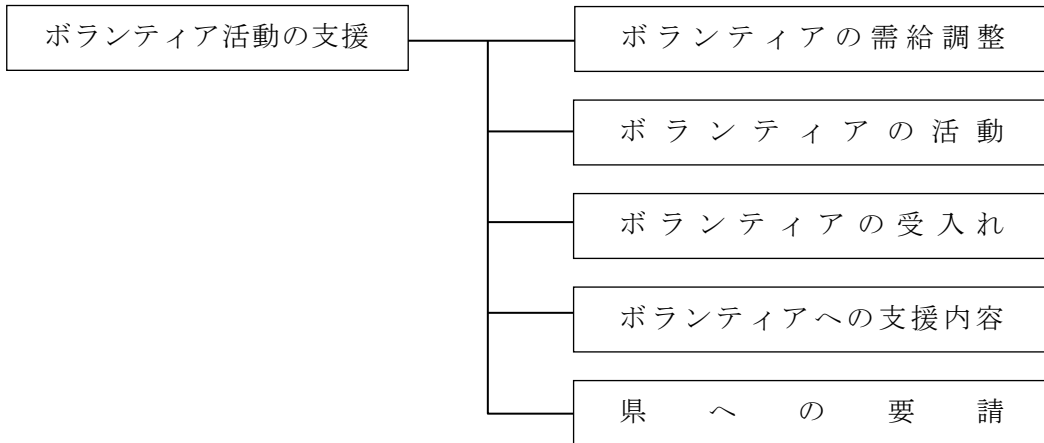 ボランティア活動の支援
ボランティアの需給調整
ボランティアの活動
ボランティアの受入れ
ボランティアへの支援内容
県への要請